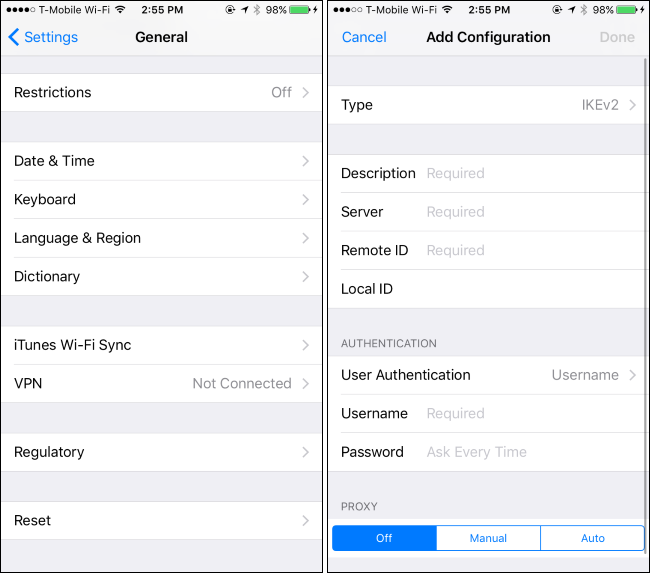 T-Mobile Wi-Fi 2:55 PM 98%
Settings General
Restrictions Off
Date & Time
Keyboard
Language & Region
Dictionary
iTunes Wi-Fi Sync
VPN Not Connected
Regulatory
Reset
T-Mobile Wi-Fi 2:55 PM 98%
Cancel Add Configuration Done
Type IKEv2
Description Required
Server Required
Remote ID Required
Local ID
AUTHENTICATION
User Authentication Username
Username Required
Password Ask Every Time
PROXY
Off Manual Auto